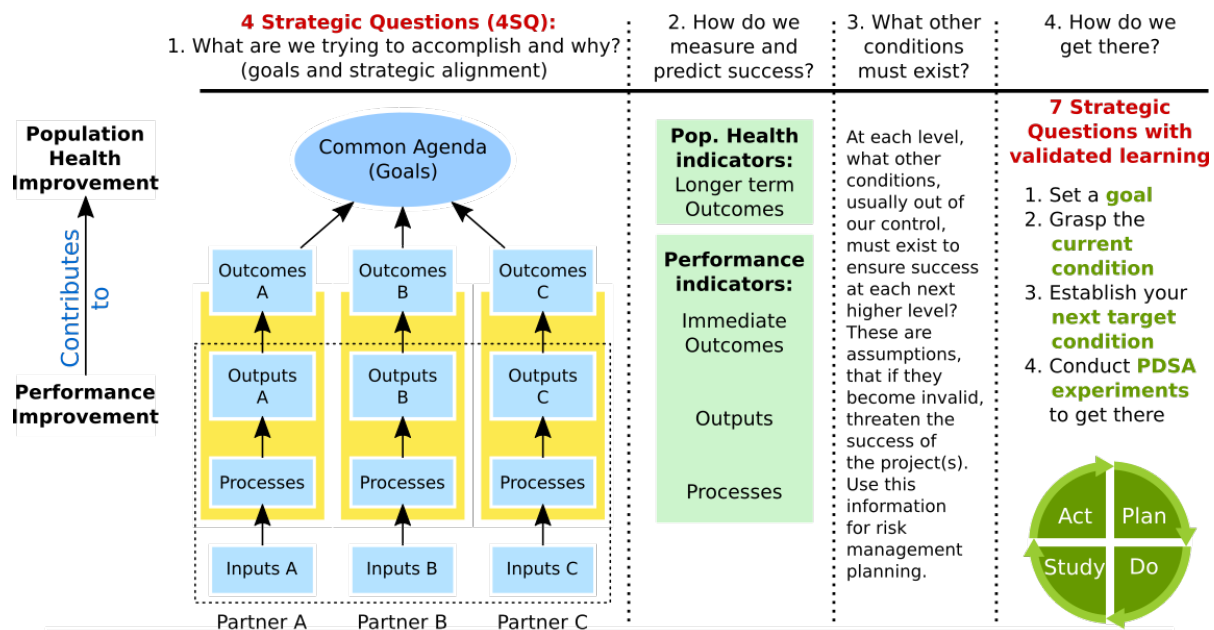 4 Strategic Questions (4SQ):
1. What are we trying to accomplish and why?
(goals and strategic alignment)
2. How do we
measure and
predict success?
3. What other
conditions
must exist?
4. How do we
get there?
Population
Health
Improvement
Contributes
to
Performance
Improvement
Common Agenda
(Goals)
Outcomes
A
Outcomes
B
Outcomes
C
Outputs
A
Outputs
B
Outputs
C
Processes
Processes
Processes
Inputs A
Inputs B
Inputs C
Partner A
Partner B
Partner C
Pop. Health
indicators:
Longer term
Outcomes
Performance
indicators:
Immediate
Outcomes
Outputs
Processes
At each level,
what other
conditions,
usually out of
our control,
must exist to
ensure success
at each next
higher level?
These are
assumptions,
that if they
become invalid,
threaten the
success of
the project(s).
Use this
information
for risk
management
planning.
7 Strategic
Questions with
validated learning
1. Set a goal
2. Grasp the
current
condition
3. Establish your
next target
condition
4. Conduct PDSA
experiments
to get there
Act
Plan
Study
Do